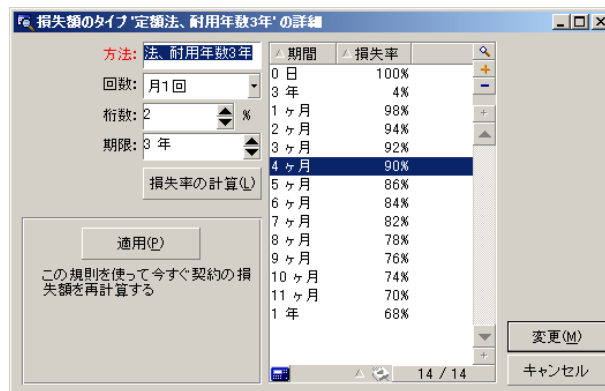 損失額のタイプ '定額法、耐用年数3年' の詳細
方法: 法、耐用年数3年
回数: 月1回
桁数: 2 %
期限: 3 年
損失率の計算(L)
適用(P)
この規則を使って今すぐ契約の損
失額を再計算する
期間 損失率
0 日 100%
3 年 4%
1 ヶ月 98%
2 ヶ月 94%
3 ヶ月 92%
4 ヶ月 90%
5 ヶ月 86%
6 ヶ月 84%
7 ヶ月 82%
8 ヶ月 78%
9 ヶ月 76%
10 ヶ月 74%
11 ヶ月 70%
1 年 68%
14 / 14
変更(M)
キャンセル